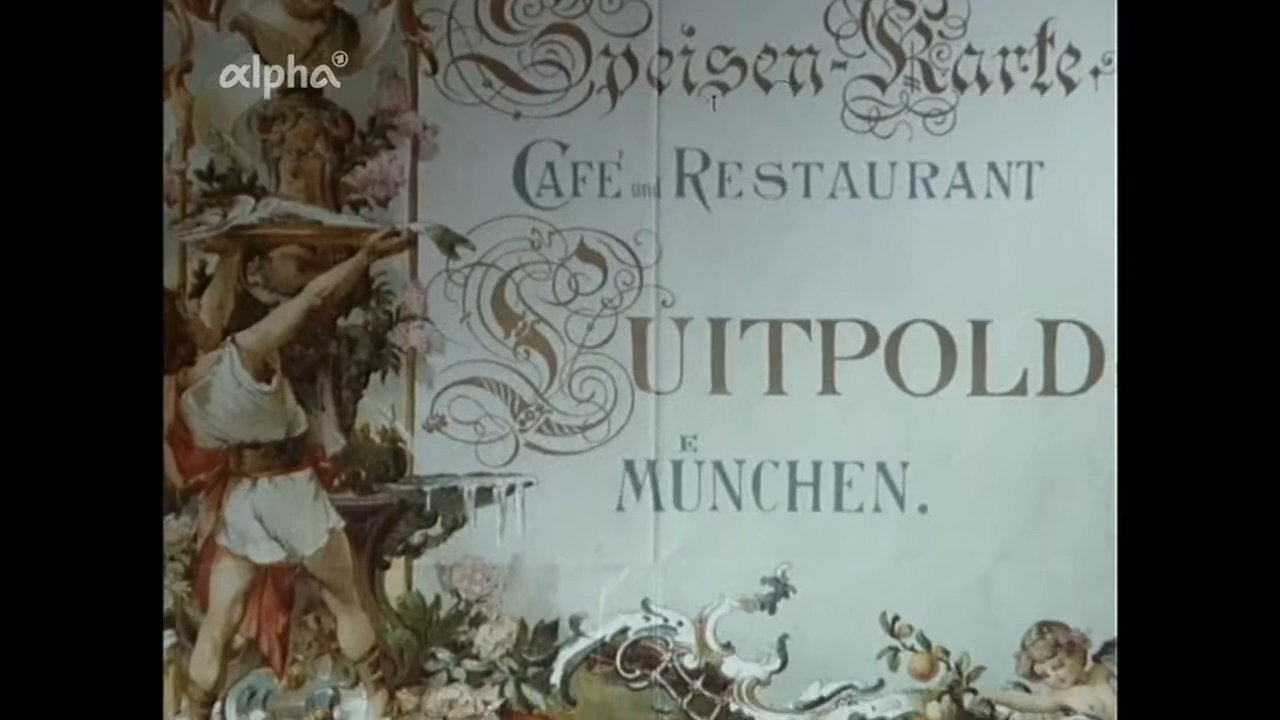 alpha
Speisen-Karte.
CAFÉ und RESTAURANT
LUITPOLD
MÜNCHEN.